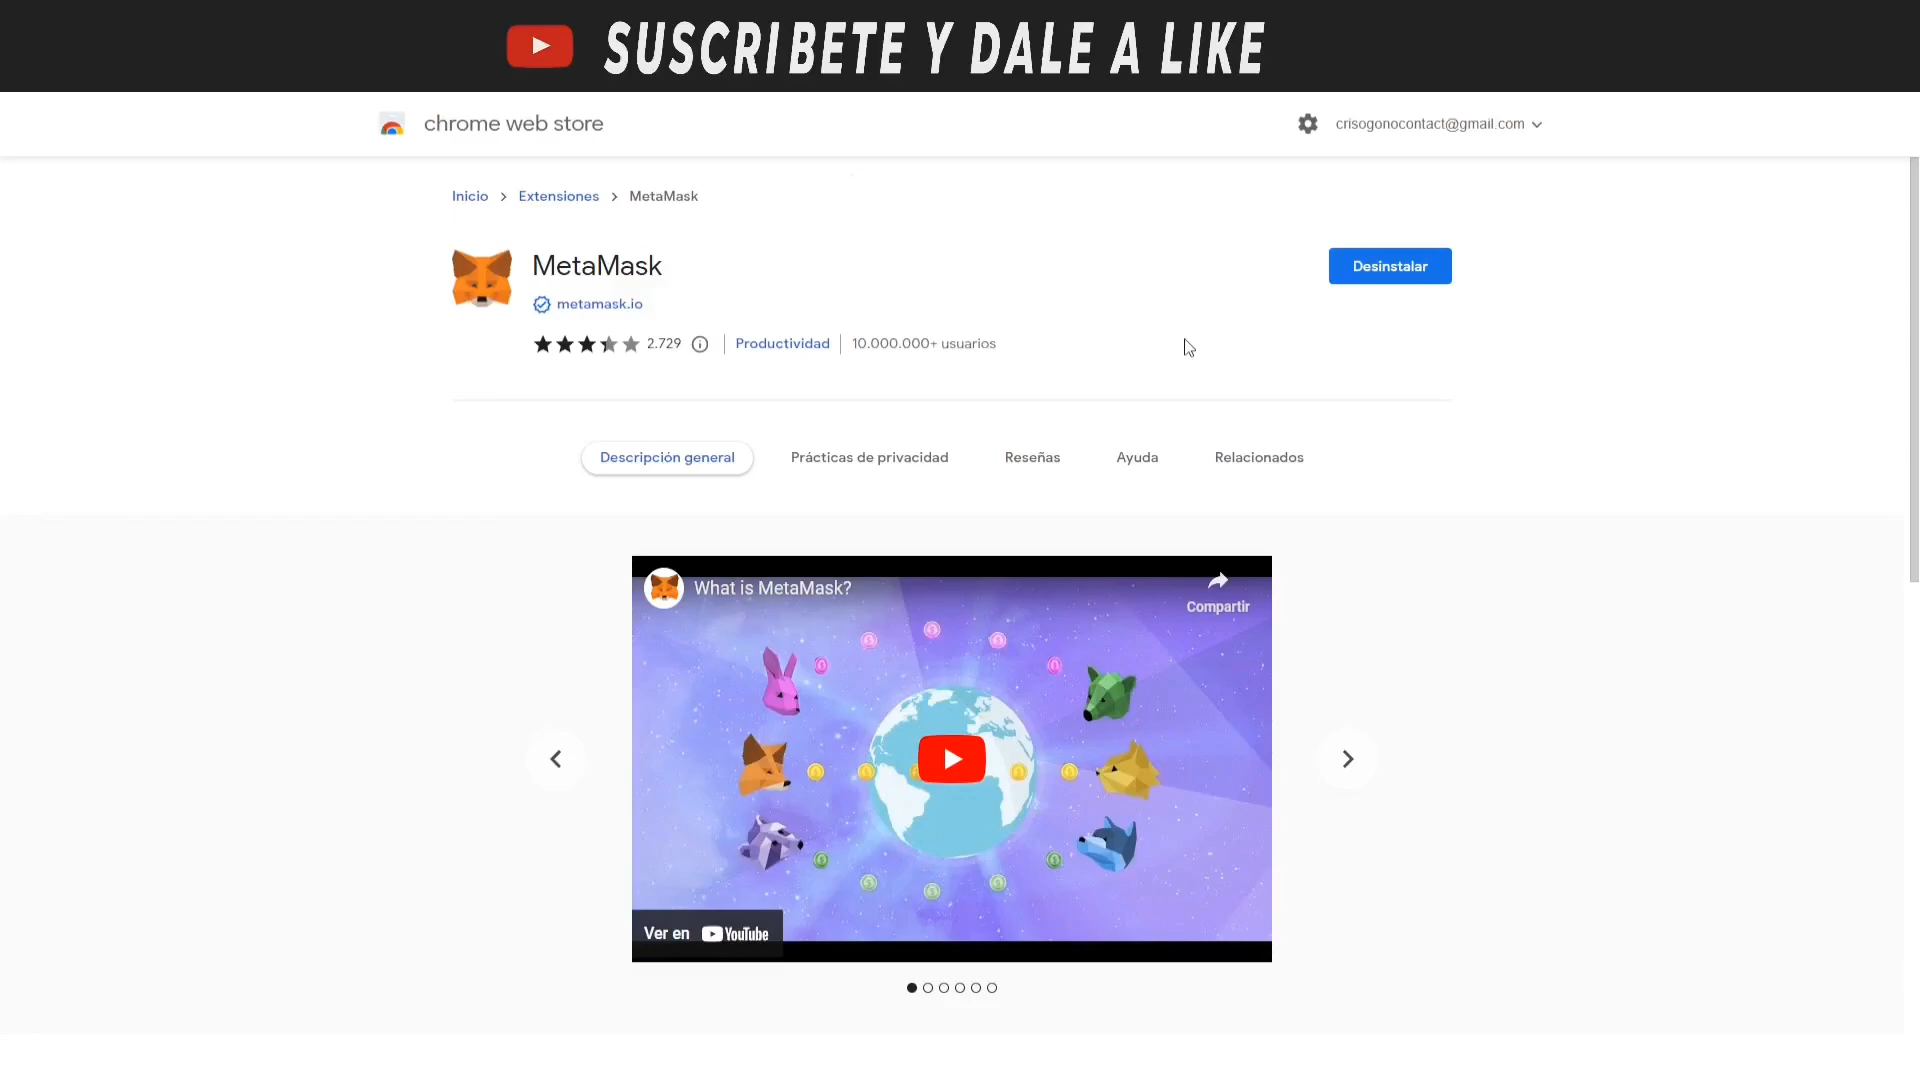 SUSCRIBETE Y DALE A LIKE
chrome web store
crisogonocontact@gmail.com
Inicio > Extensiones > MetaMask
MetaMask
Desinstalar
metamask.io
2.729
Productividad
10.000.000+ usuarios
Descripción general
Prácticas de privacidad
Reseñas
Ayuda
Relacionados
What is MetaMask?
Compartir
Ver en YouTube